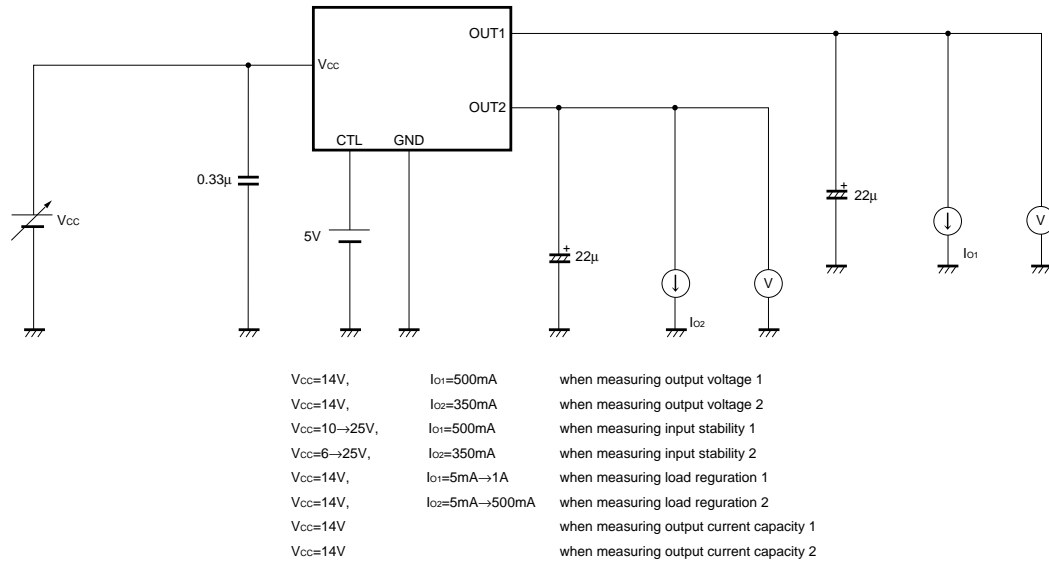 OUT1
Vcc
OUT2
CTL GND
0.33μ
Vcc
5V
+
22μ
Io2
V
+
22μ
Io1
V
Vcc=14V, Io1=500mA when measuring output voltage 1
Vcc=14V, Io2=350mA when measuring output voltage 2
Vcc=10→25V, Io1=500mA when measuring input stability 1
Vcc=6→25V, Io2=350mA when measuring input stability 2
Vcc=14V, Io1=5mA→1A when measuring load reguration 1
Vcc=14V, Io2=5mA→500mA when measuring load reguration 2
Vcc=14V when measuring output current capacity 1
Vcc=14V when measuring output current capacity 2